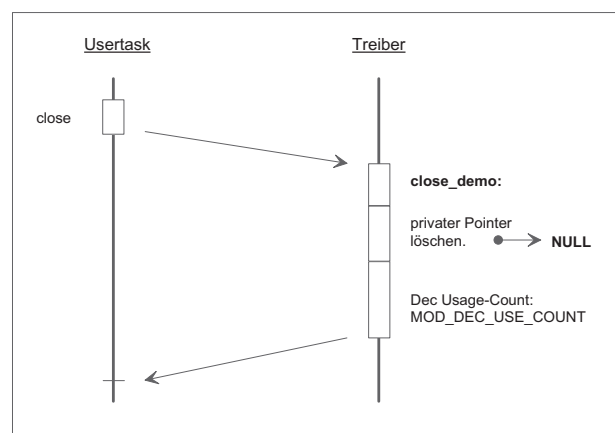 Usertask
Treiber
close
close_demo:
privater Pointer
löschen.
NULL
Dec Usage-Count:
MOD_DEC_USE_COUNT